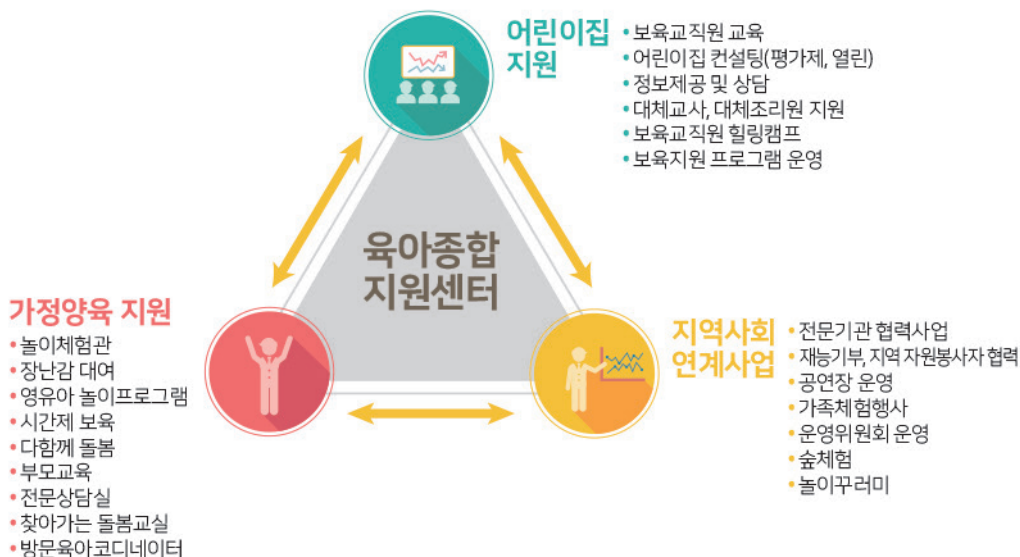 어린이집
지원
• 보육교직원 교육
• 어린이집 컨설팅(평가제, 열린)
• 정보제공 및 상담
• 대체교사, 대체조리원 지원
• 보육교직원 힐링캠프
• 보육지원 프로그램 운영
육아종합
지원센터
가정양육 지원
• 놀이체험관
• 장난감 대여
• 영유아 놀이프로그램
• 시간제 보육
• 다함께 돌봄
• 부모교육
• 전문상담실
• 찾아가는 돌봄교실
• 방문육아코디네이터
지역사회
연계사업
• 전문기관 협력사업
• 재능기부, 지역 자원봉사자 협력
• 공연장 운영
• 가족체험행사
• 운영위원회 운영
• 숲체험
• 놀이꾸러미